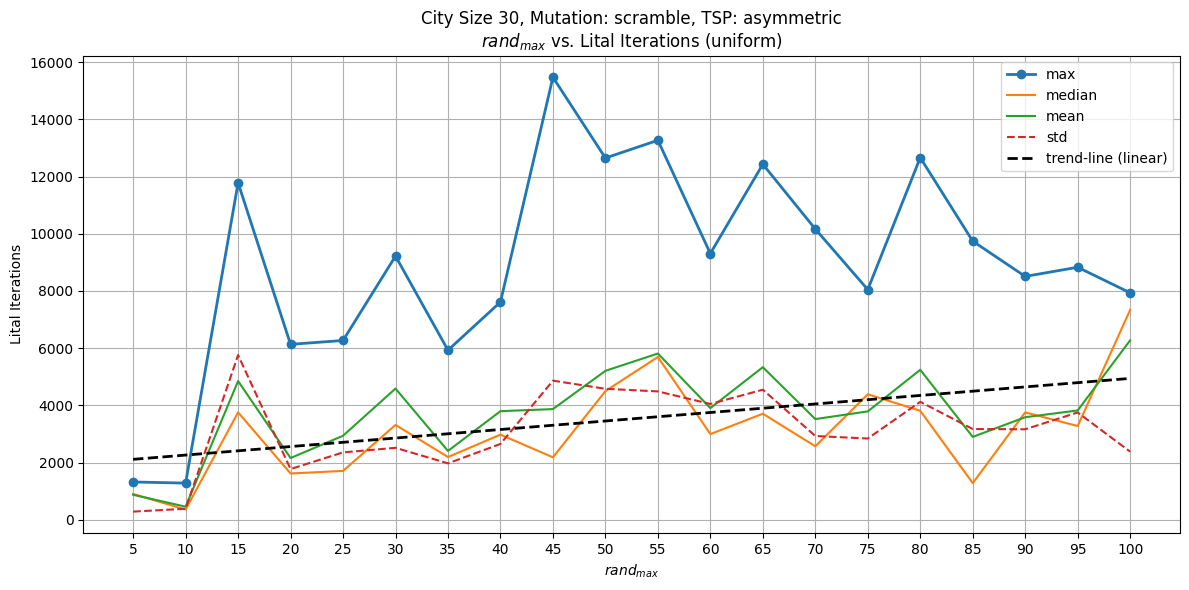 City Size 30, Mutation: scramble, TSP: asymmetric
rand_max vs. Lital Iterations (uniform)
16000
14000
12000
10000
8000
6000
4000
2000
0
Lital Iterations
max
median
mean
std
trend-line (linear)
5 10 15 20 25 30 35 40 45 50 55 60 65 70 75 80 85 90 95 100
rand_max